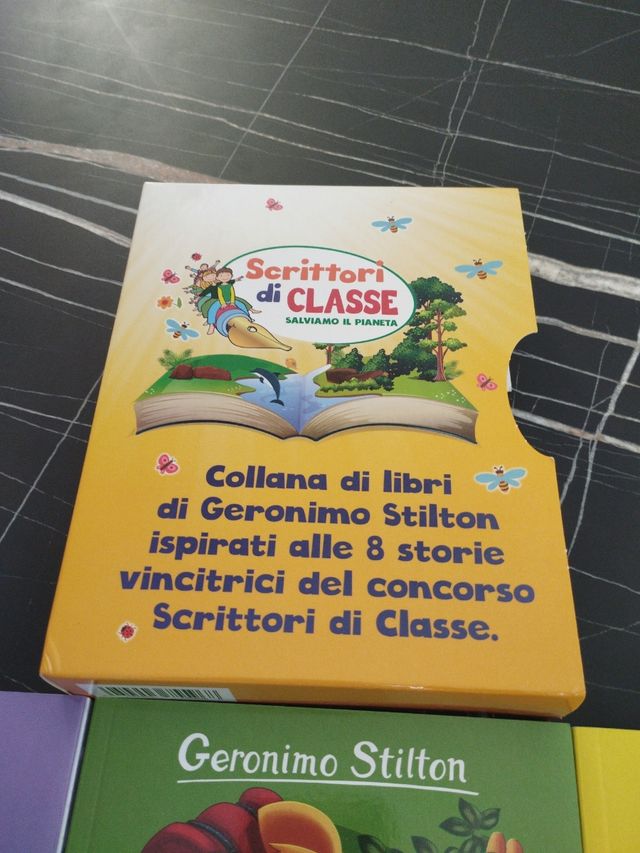 Scrittori
di CLASSE
SALVIAMO IL PIANETA
Collana di libri
di Geronimo Stilton
ispirati alle 8 storie
vincitrici del concorso
Scrittori di Classe.
Geronimo Stilton